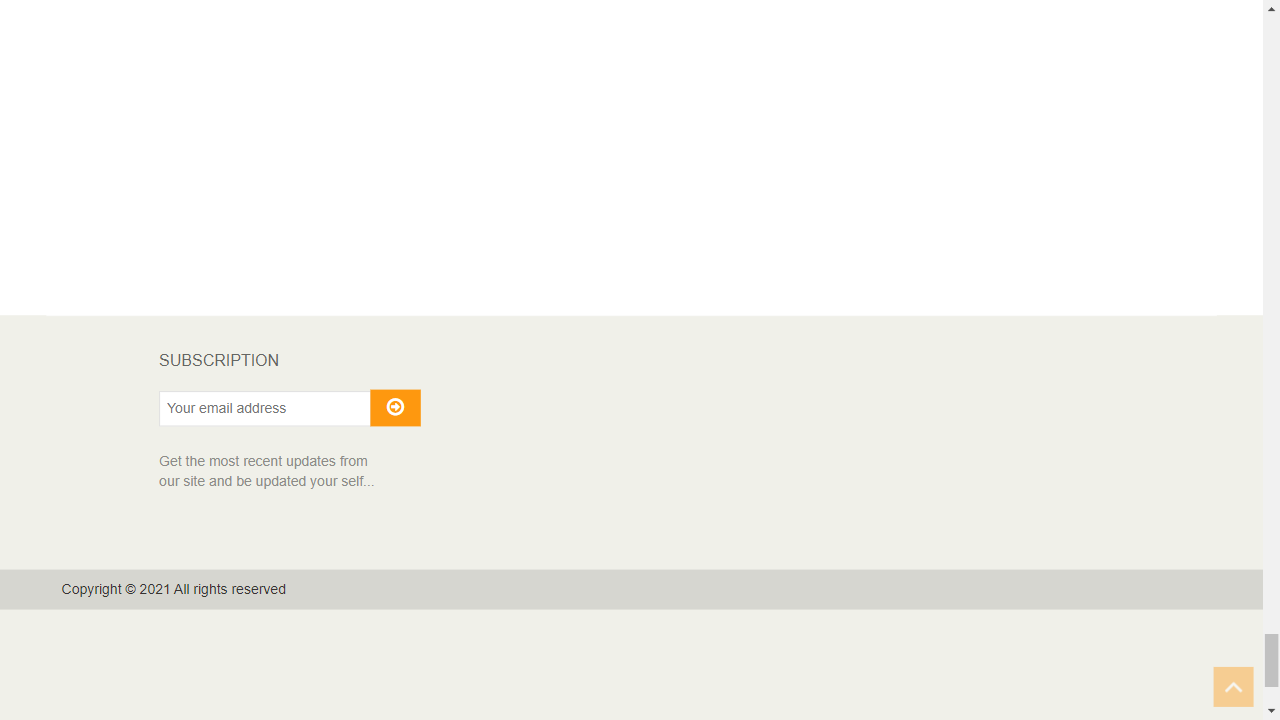 SUBSCRIPTION
Your email address
Get the most recent updates from
our site and be updated your self...
Copyright © 2021 All rights reserved